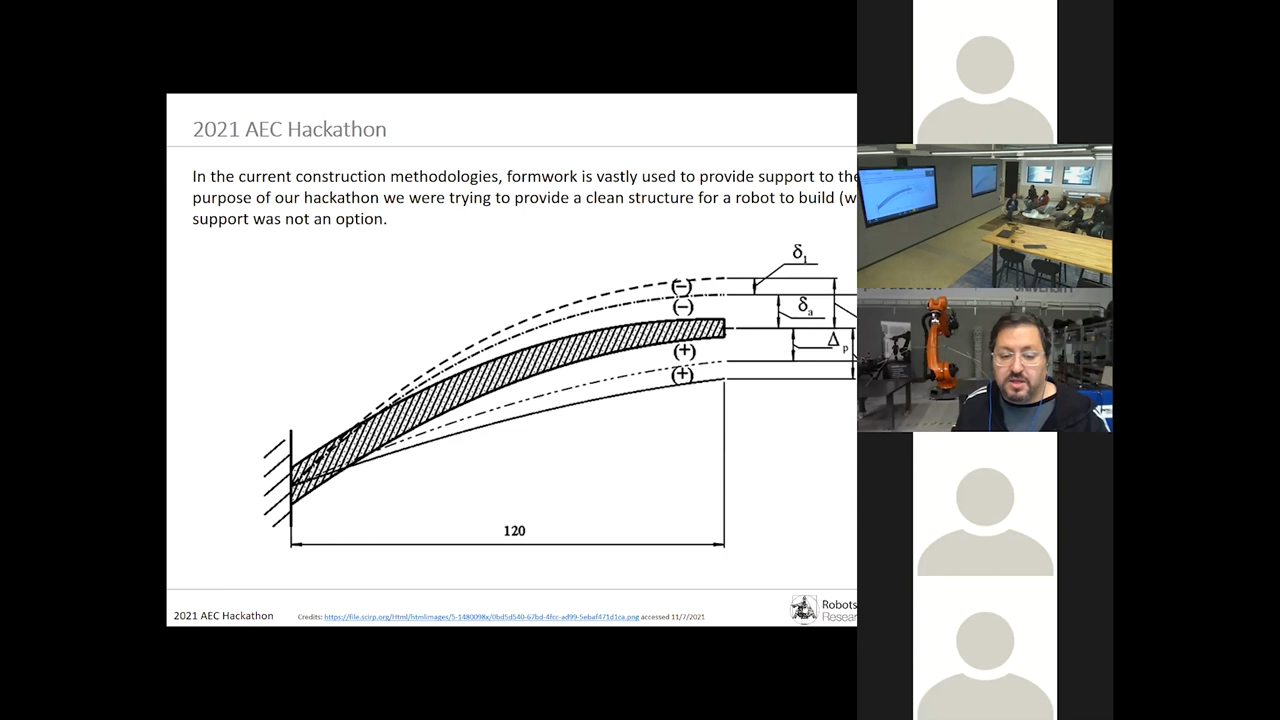 2021 AEC Hackathon
In the current construction methodologies, formwork is vastly used to provide support to the
purpose of our hackathon we were trying to provide a clean structure for a robot to build (w
support was not an option.
δ1
(−)
(−)
δa
(+)
Δp
(+)
120
2021 AEC Hackathon
Credits: https://file.scirp.org/Html/htmlimages/5-1480098x/0bd5d540-67bd-4fcc-ad99-5ebaf471d1ca.png accessed 11/7/2021
Robots
Resear